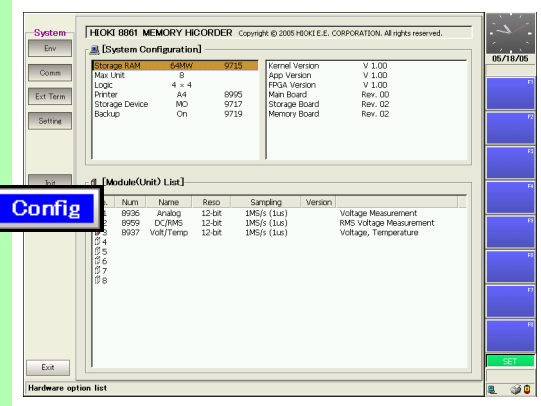 System
HIOKI 8861 MEMORY HiCORDER Copyright © 2005 HIOKI E.E. CORPORATION. All rights reserved.
Env
[System Configuration]
05/18/05
Storage RAM 64MW 9715
Kernel Version V 1.00
Max Unit 8
App Version V 1.00
Comm
Logic 4 × 4
FPGA Version V 1.00
F1
Printer A4 8995
Main Board Rev. 00
Ext Term
Storage Device MO 9717
Storage Board Rev. 02
Backup On 9719
Memory Board Rev. 02
Setting
F2
F3
Init
[Module(Unit) List]
F4
Config
Num Name Reso Sampling Version
1 8936 Analog 12-bit 1MS/s (1us) Voltage Measurement
2 8959 DC/RMS 12-bit 1MS/s (1us) RMS Voltage Measurement
3 8937 Volt/Temp 12-bit 1MS/s (1us) Voltage, Temperature
4
5
6
7
8
F7
SET
Exit
Hardware option list